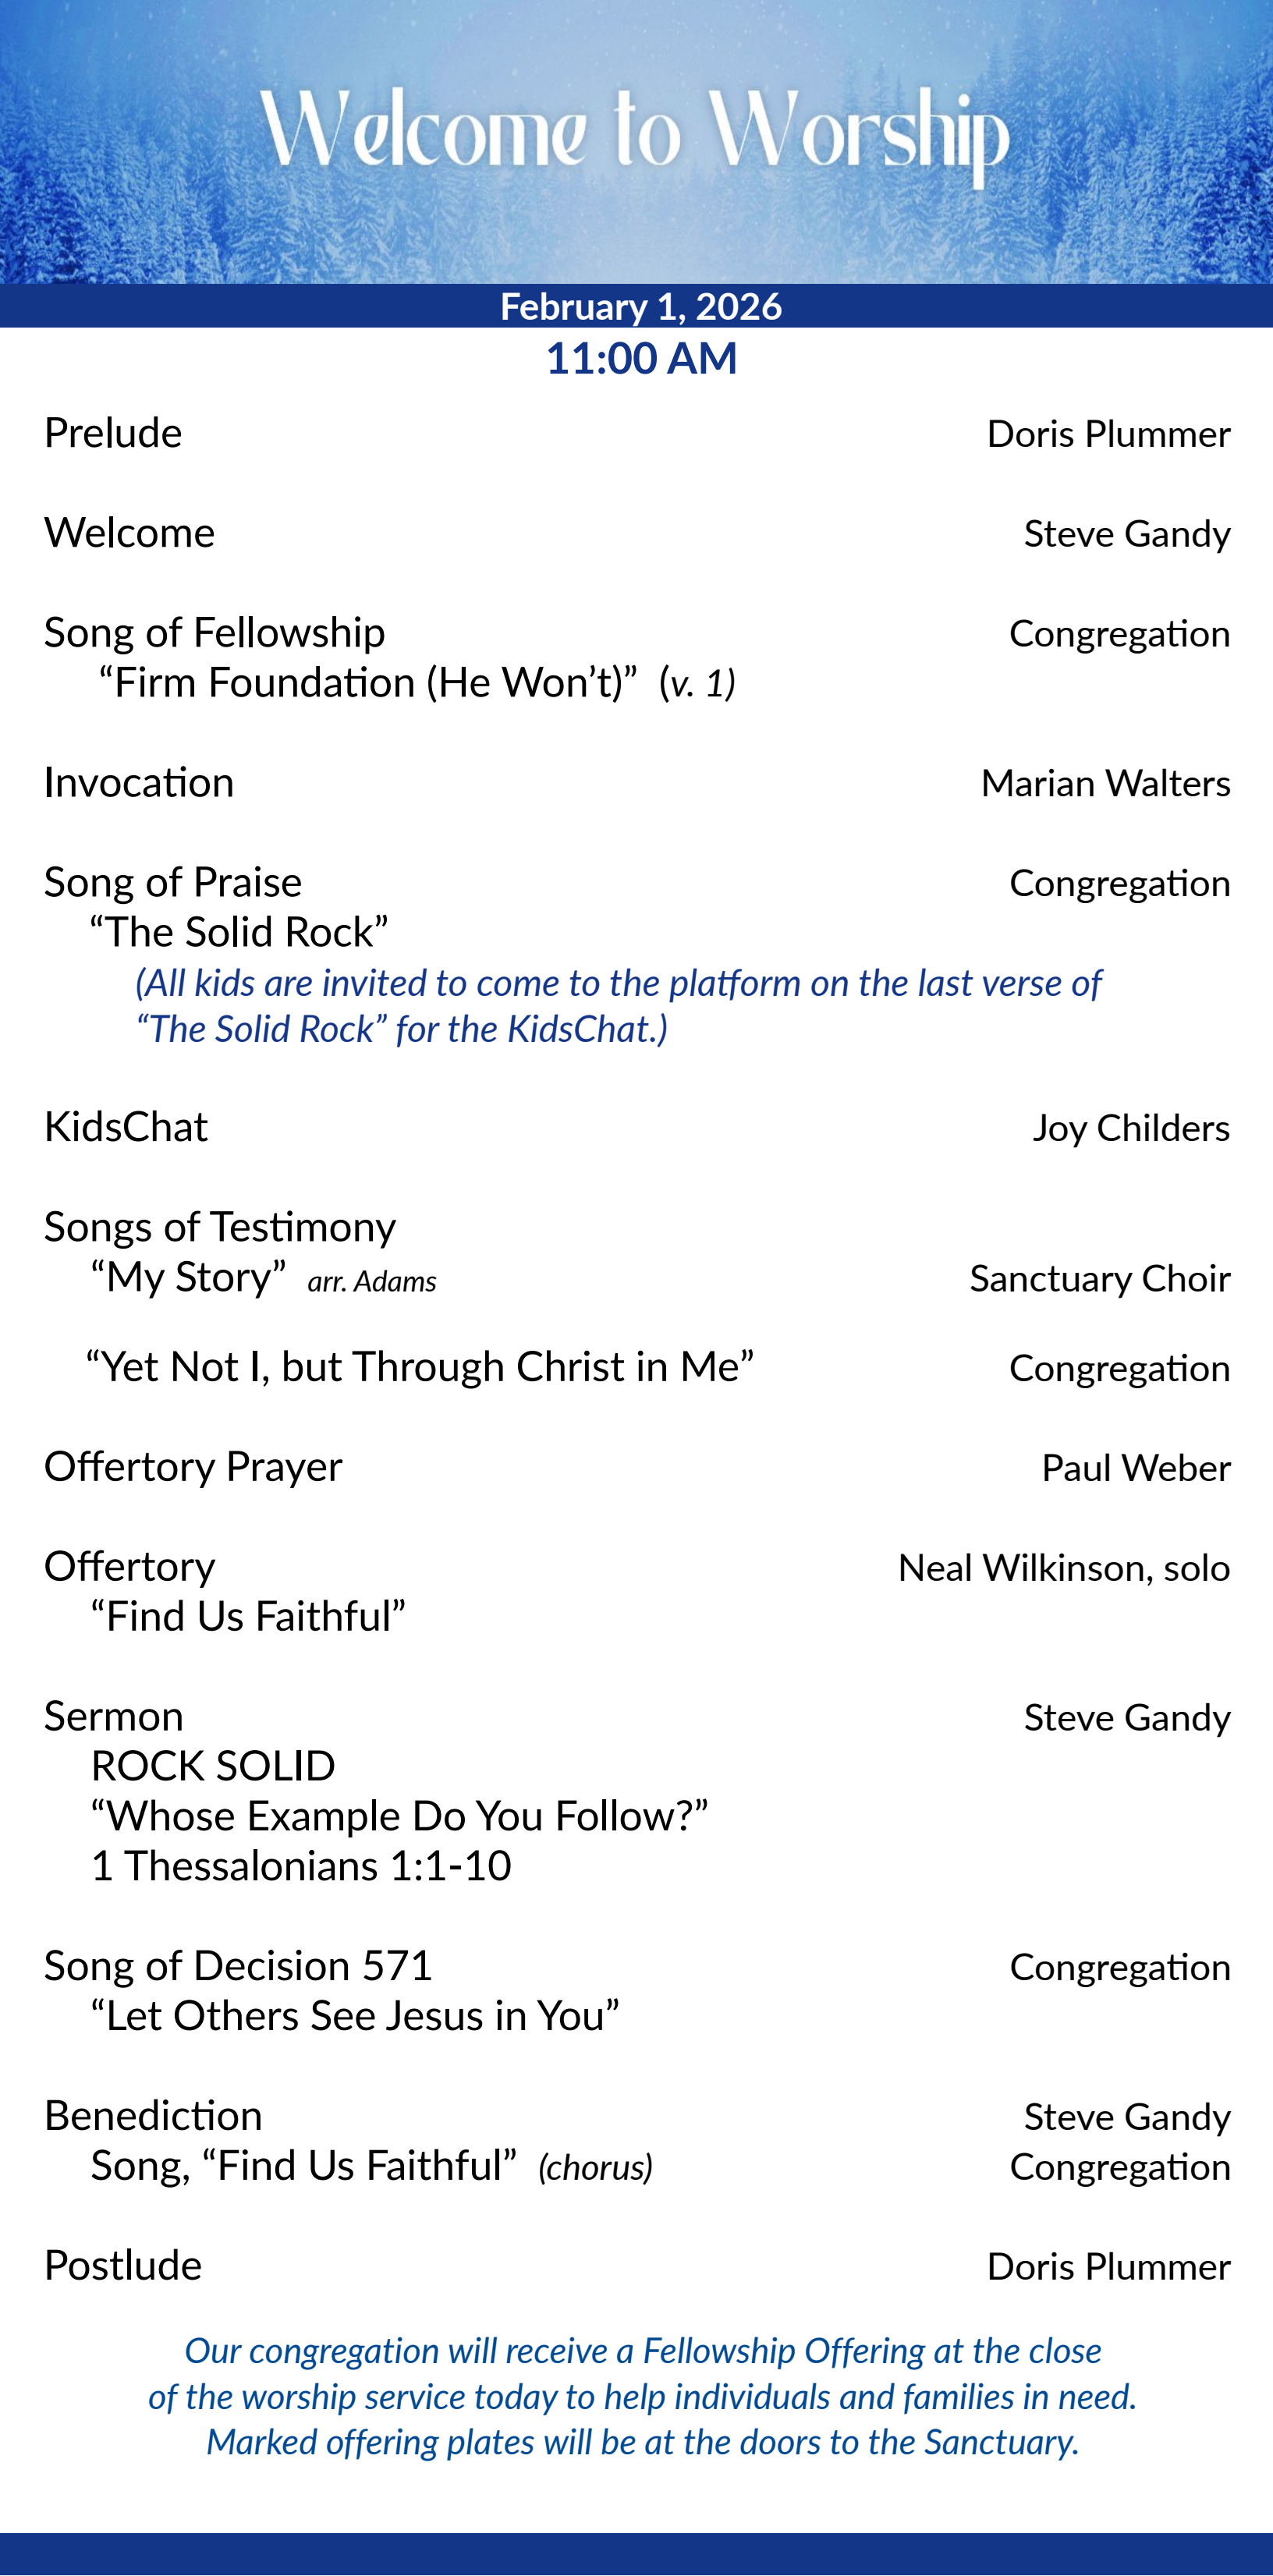 Welcome to Worship
February 1, 2026
11:00 AM
Prelude Doris Plummer
Welcome Steve Gandy
Song of Fellowship Congregation
“Firm Foundation (He Won’t)” (v. 1)
Invocation Marian Walters
Song of Praise Congregation
“The Solid Rock”
(All kids are invited to come to the platform on the last verse of
“The Solid Rock” for the KidsChat.)
KidsChat Joy Childers
Songs of Testimony
“My Story” arr. Adams Sanctuary Choir
“Yet Not I, but Through Christ in Me” Congregation
Offertory Prayer Paul Weber
Offertory Neal Wilkinson, solo
“Find Us Faithful”
Sermon Steve Gandy
ROCK SOLID
“Whose Example Do You Follow?”
1 Thessalonians 1:1-10
Song of Decision 571 Congregation
“Let Others See Jesus in You”
Benediction Steve Gandy
Song, “Find Us Faithful” (chorus) Congregation
Postlude Doris Plummer
Our congregation will receive a Fellowship Offering at the close
of the worship service today to help individuals and families in need.
Marked offering plates will be at the doors to the Sanctuary.